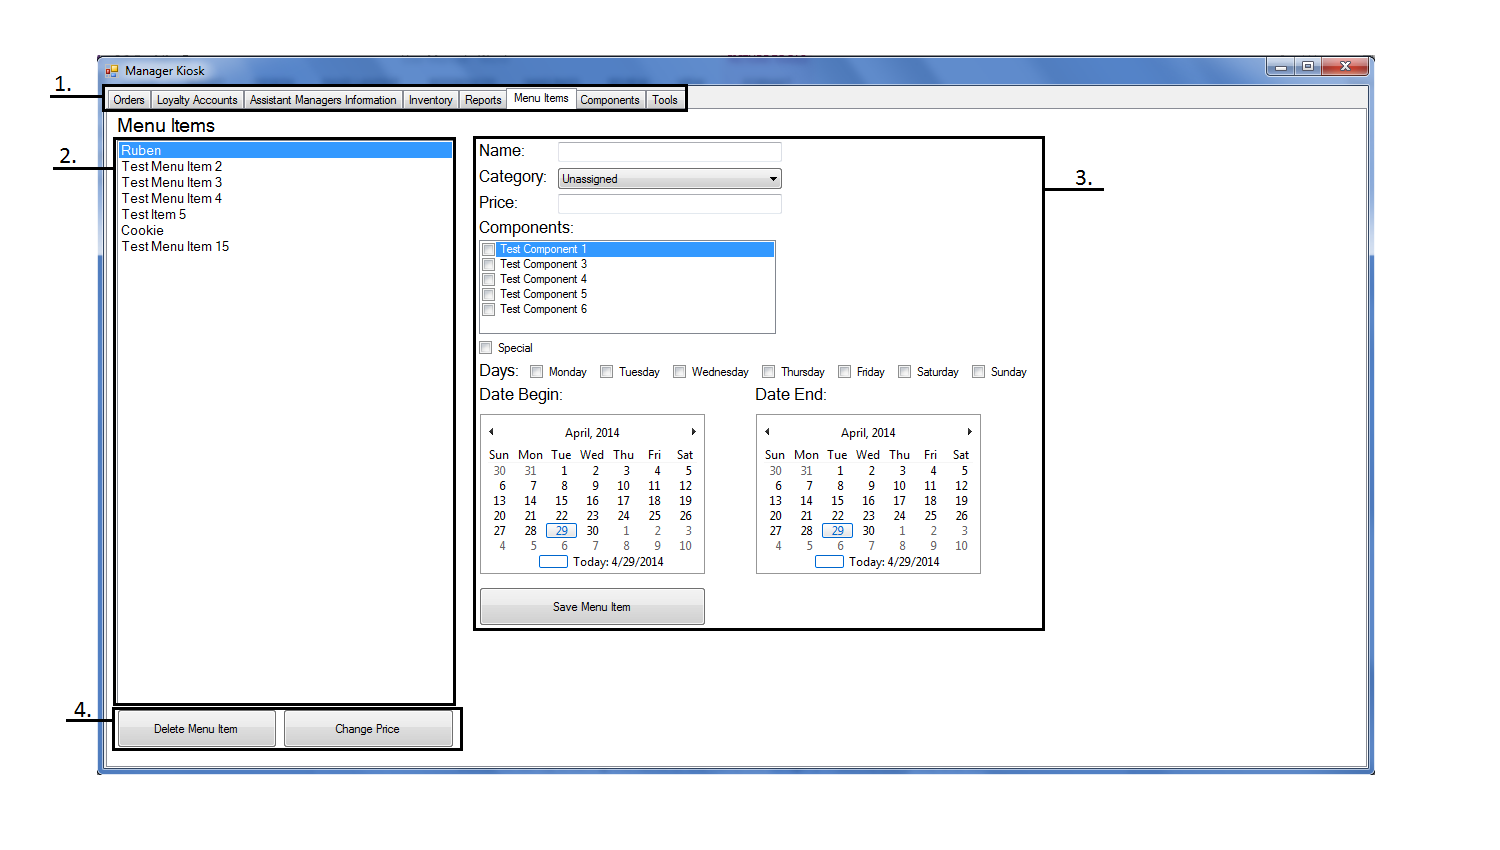 Manager Kiosk
1.
Orders Loyalty Accounts Assistant Managers Information Inventory Reports Menu Items Components Tools
Menu Items
2.
Ruben
Test Menu Item 2
Test Menu Item 3
Test Menu Item 4
Test Item 5
Cookie
Test Menu Item 15
3.
Name:
Category: Unassigned
Price:
Components:
Test Component 1
Test Component 3
Test Component 4
Test Component 5
Test Component 6
Special
Days: Monday Tuesday Wednesday Thursday Friday Saturday Sunday
Date Begin:
April, 2014
Sun Mon Tue Wed Thu Fri Sat
30 31 1 2 3 4 5
6 7 8 9 10 11 12
13 14 15 16 17 18 19
20 21 22 23 24 25 26
27 28 29 30 1 2 3
4 5 6 7 8 9 10
Today: 4/29/2014
Date End:
April, 2014
Sun Mon Tue Wed Thu Fri Sat
30 31 1 2 3 4 5
6 7 8 9 10 11 12
13 14 15 16 17 18 19
20 21 22 23 24 25 26
27 28 29 30 1 2 3
4 5 6 7 8 9 10
Today: 4/29/2014
Save Menu Item
4.
Delete Menu Item Change Price